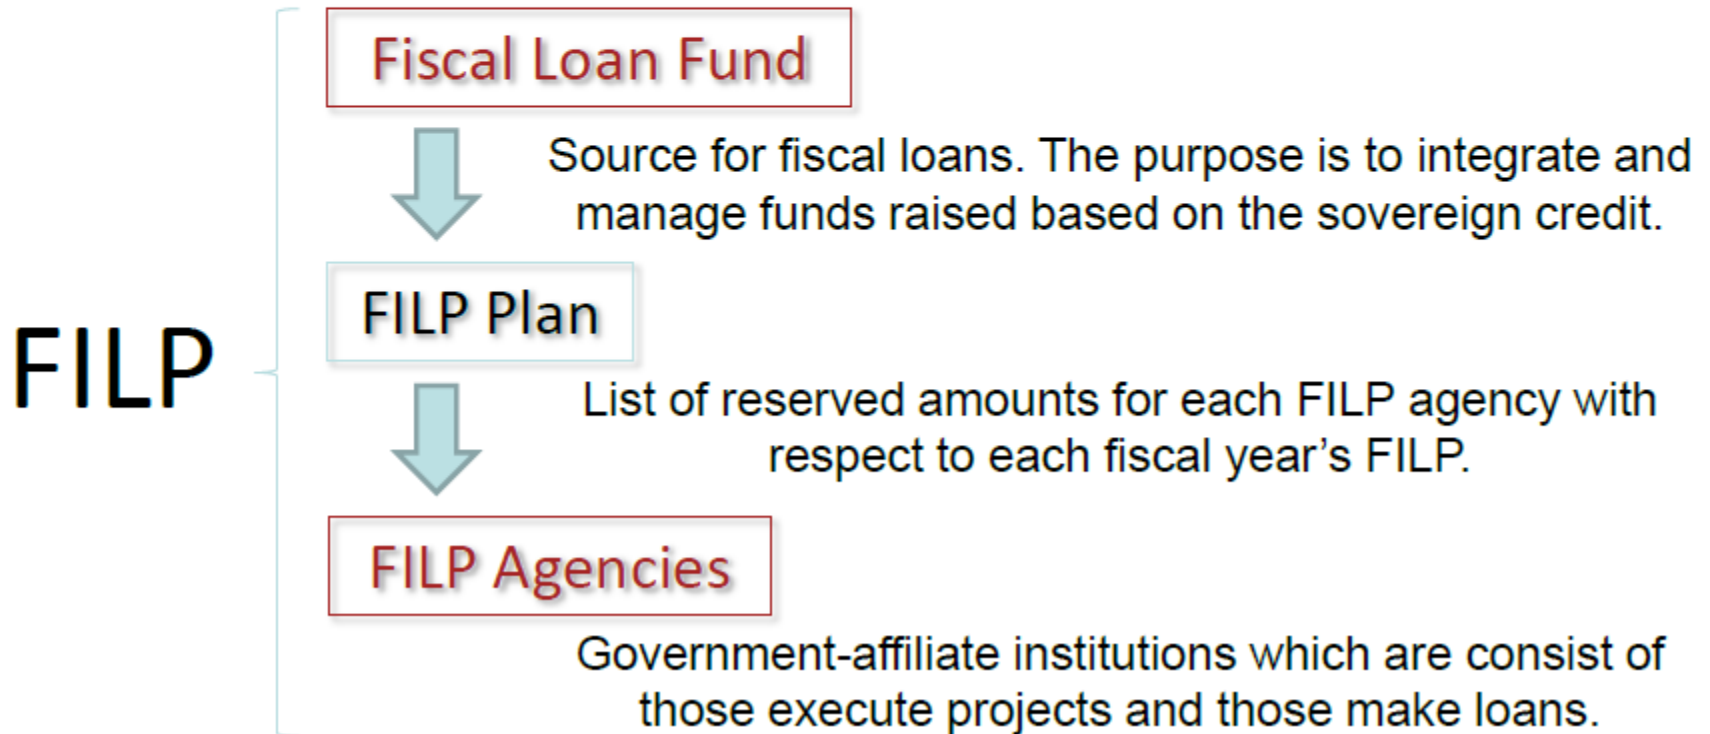 FILP
Fiscal Loan Fund
Source for fiscal loans. The purpose is to integrate and
manage funds raised based on the sovereign credit.
FILP Plan
List of reserved amounts for each FILP agency with
respect to each fiscal year's FILP.
FILP Agencies
Government-affiliate institutions which are consist of
those execute projects and those make loans.